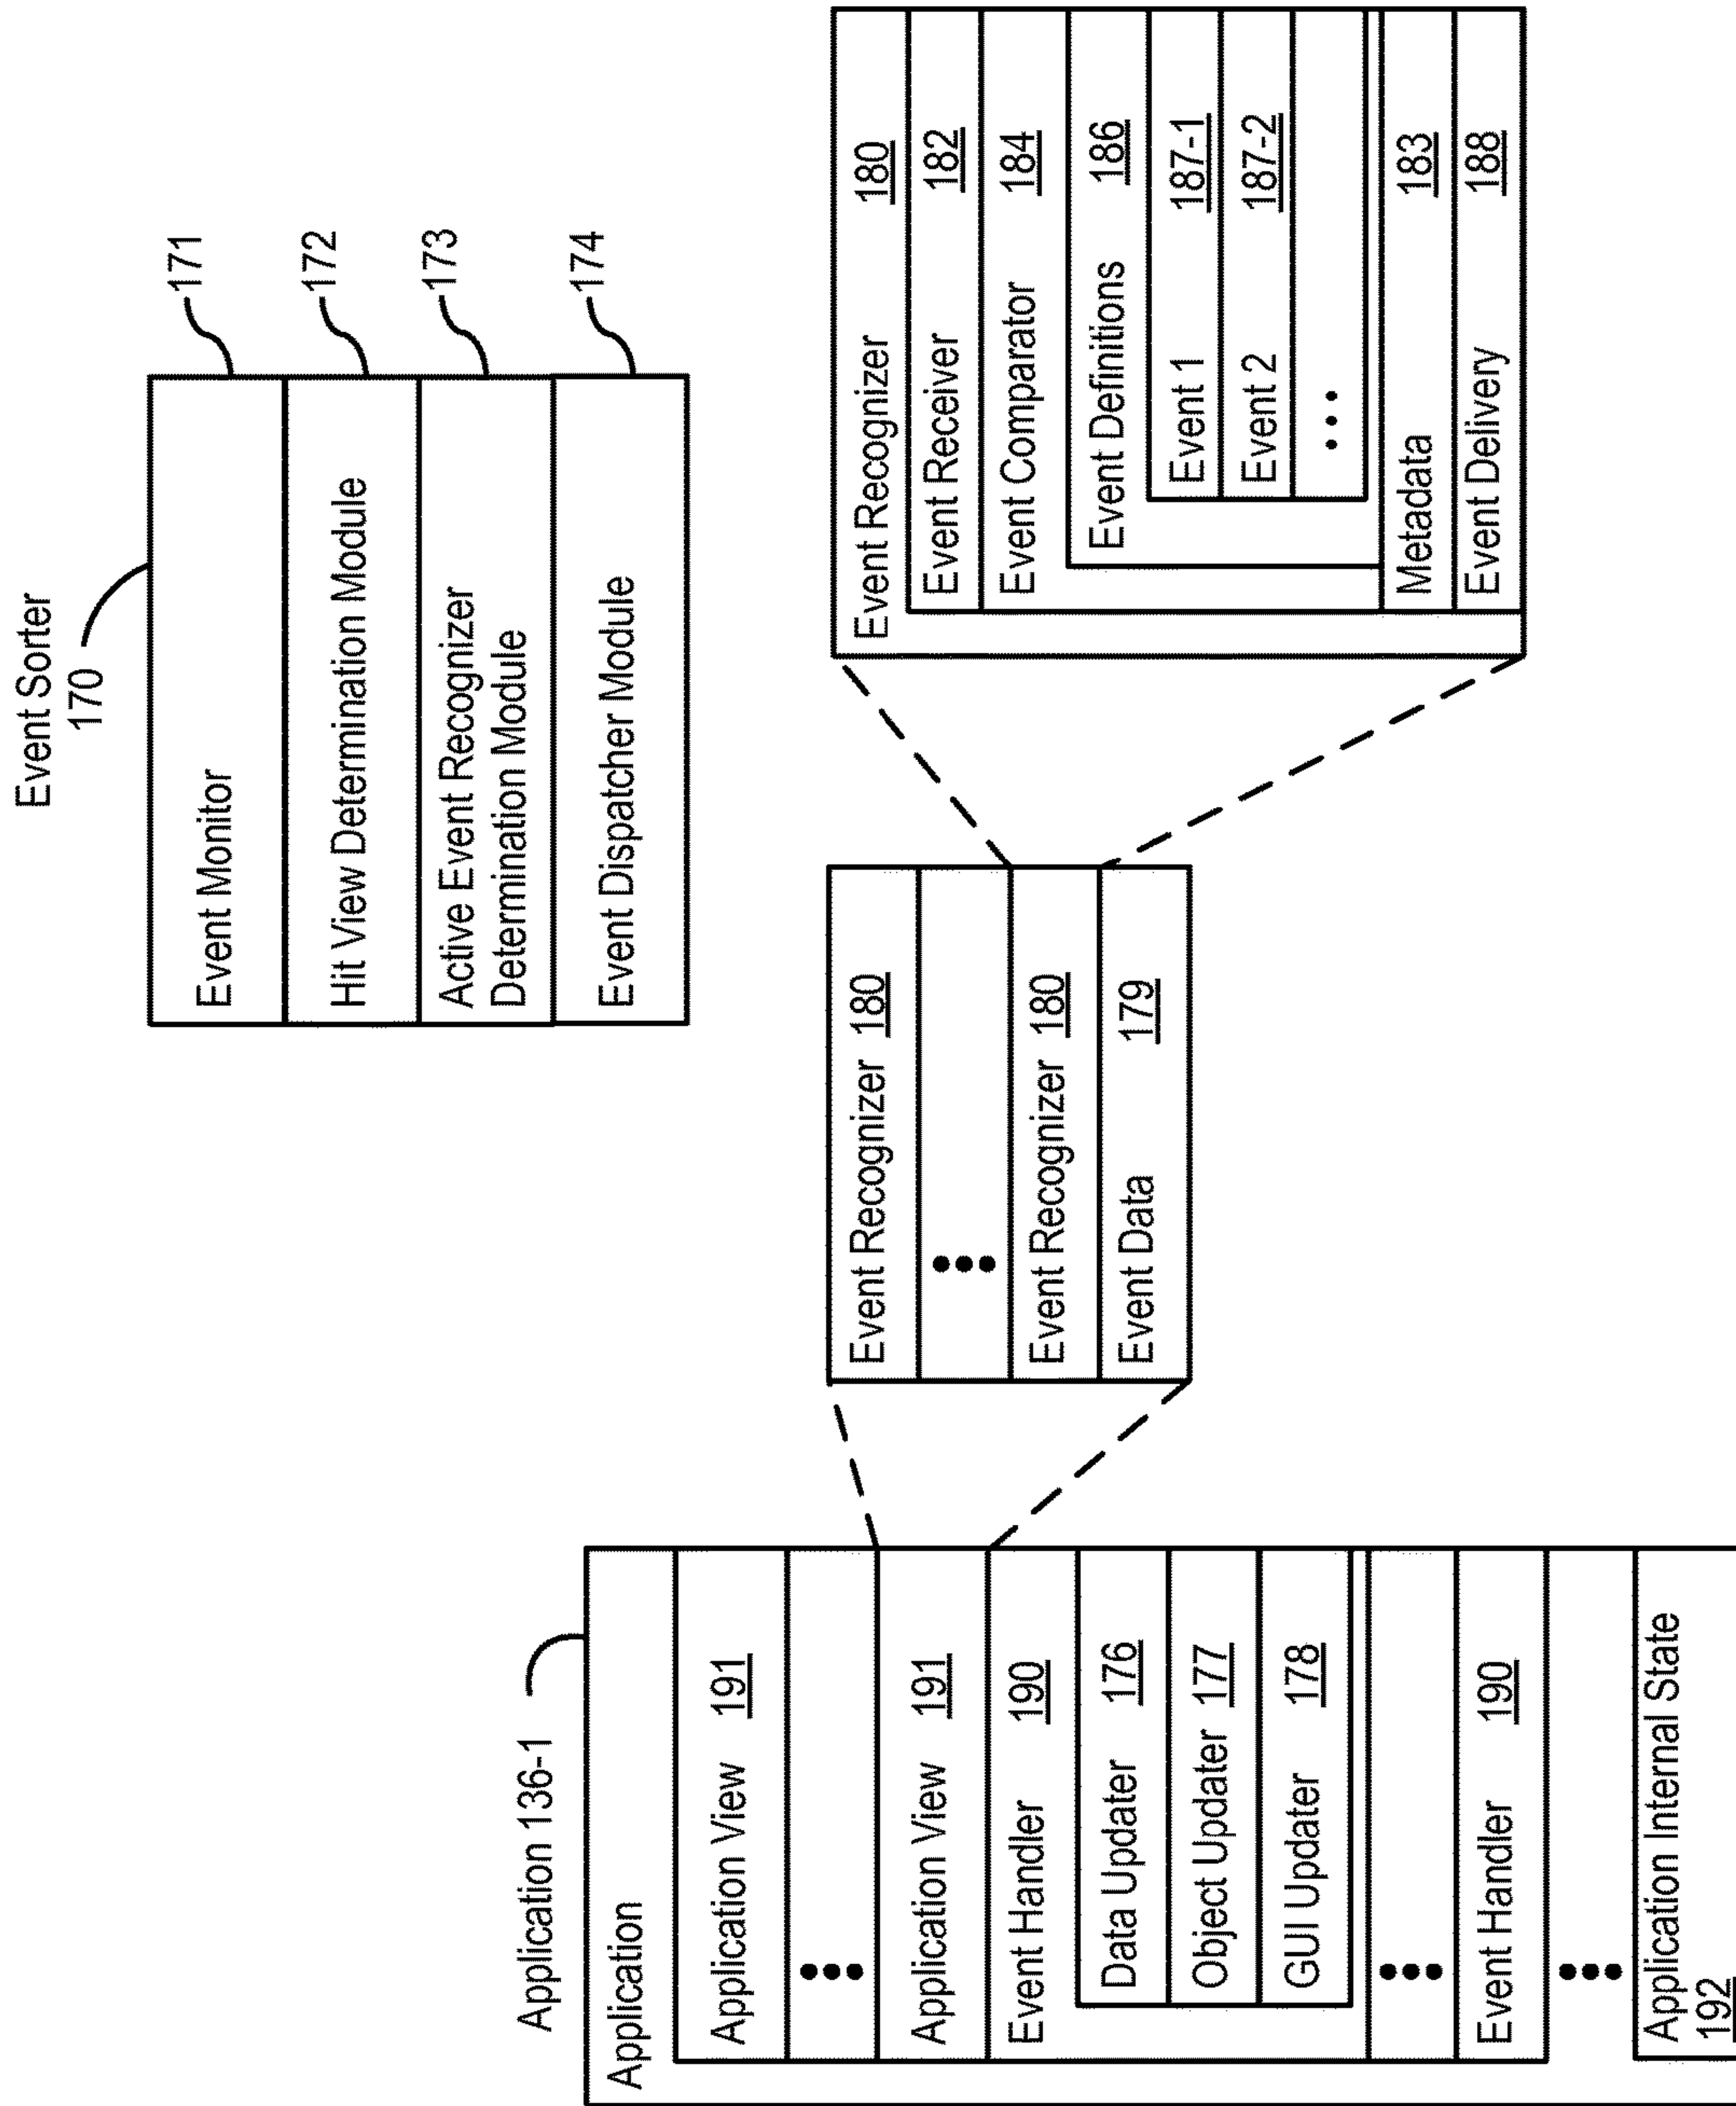 Event Sorter
170
Event Monitor
171
Hit View Determination Module
172
Active Event Recognizer
Determination Module
173
Event Dispatcher Module
174
Application 136-1
Application
Application View 191
•••
Application View 191
Event Handler 190
Data Updater 176
Object Updater 177
GUI Updater 178
•••
Event Handler 190
•••
Application Internal State
192
Event Recognizer 180
•••
Event Recognizer 180
Event Data 179
Event Recognizer 180
Event Receiver 182
Event Comparator 184
Event Definitions 186
Event 1 187-1
Event 2 187-2
•••
Metadata 183
Event Delivery 188